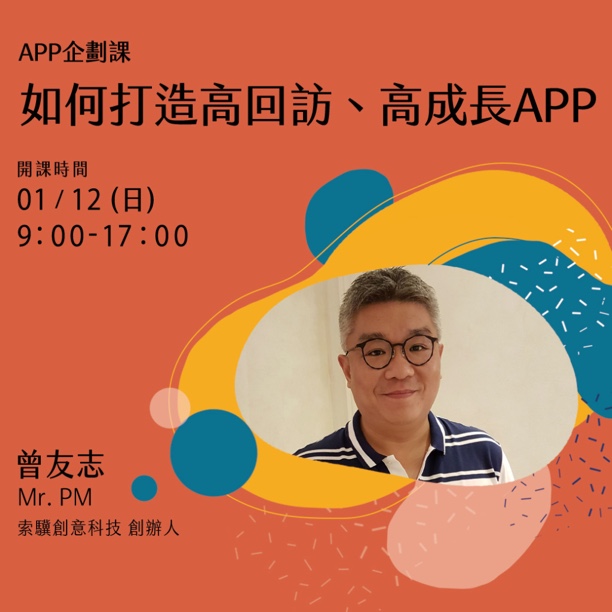 APP企劃課
如何打造高回訪、高成長APP
開課時間
01 / 12 (日)
9：00-17：00
曾友志
Mr. PM
索驥創意科技 創辦人